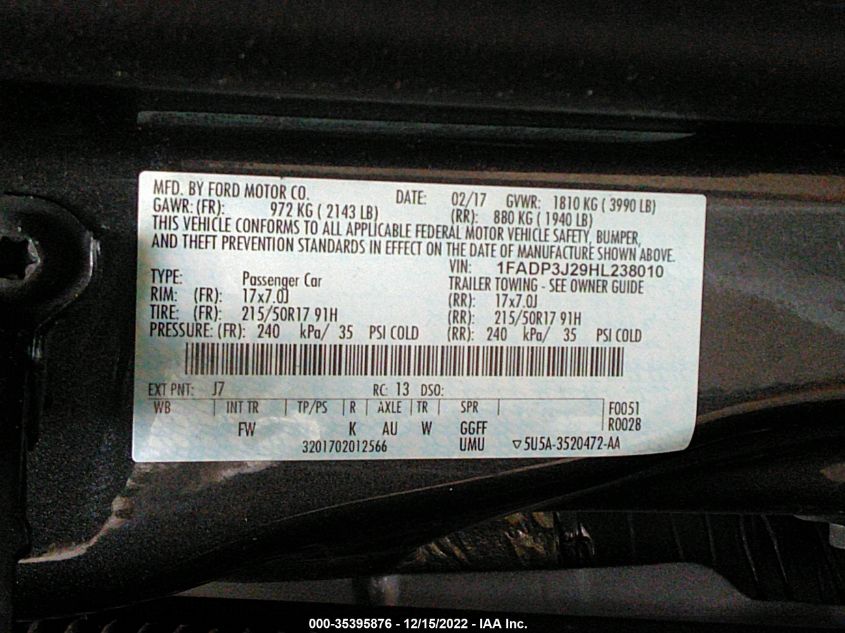 MFD. BY FORD MOTOR CO. DATE: 02/17 GVWR: 1810 KG ( 3990 LB)
GAWR: (FR): 972 KG ( 2143 LB) (RR): 880 KG ( 1940 LB)
THIS VEHICLE CONFORMS TO ALL APPLICABLE FEDERAL MOTOR VEHICLE SAFETY, BUMPER,
AND THEFT PREVENTION STANDARDS IN EFFECT ON THE DATE OF MANUFACTURE SHOWN ABOVE.
VIN: 1FADP3J29HL238010
TYPE: Passenger Car TRAILER TOWING - SEE OWNER GUIDE
RIM: (FR): 17x7.0J (RR): 17x7.0J
TIRE: (FR): 215/50R17 91H (RR): 215/50R17 91H
PRESSURE: (FR): 240 kPa/ 35 PSI COLD (RR): 240 kPa/ 35 PSI COLD
EXT PNT: J7 RC: 13 DSO:
WB INT TR TP/PS R AXLE TR SPR F0051
FW K AU W GGFF R0028
3201702012566 UMU ▽5U5A-3520472-AA
000-35395876 - 12/15/2022 - IAA Inc.